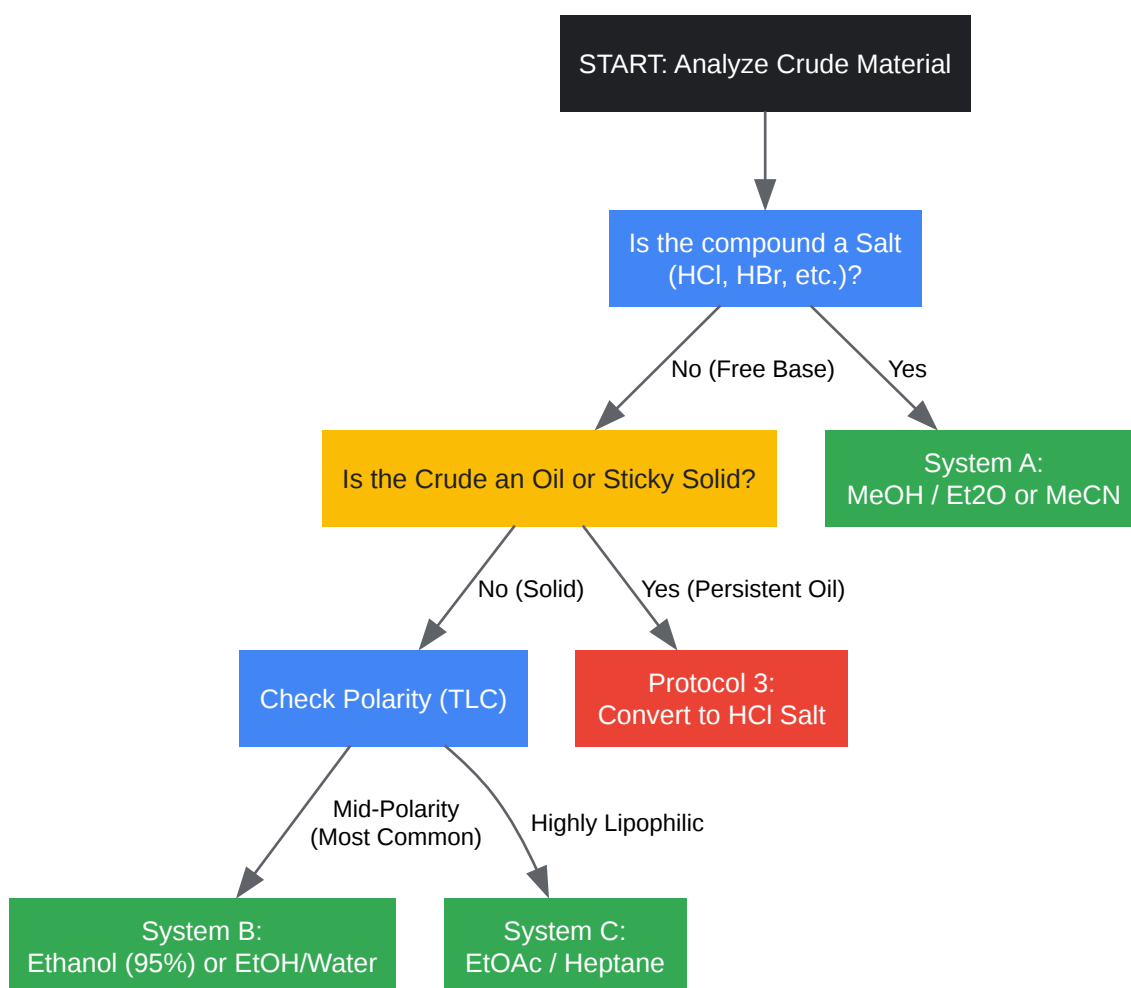 START: Analyze Crude Material
Is the compound a Salt
(HCl, HBr, etc.)?
No (Free Base)
Yes
Is the Crude an Oil or Sticky Solid?
System A:
MeOH / Et2O or MeCN
No (Solid)
Yes (Persistent Oil)
Check Polarity (TLC)
Protocol 3:
Convert to HCl Salt
Mid-Polarity
(Most Common)
Highly Lipophilic
System B:
Ethanol (95%) or EtOH/Water
System C:
EtOAc / Heptane